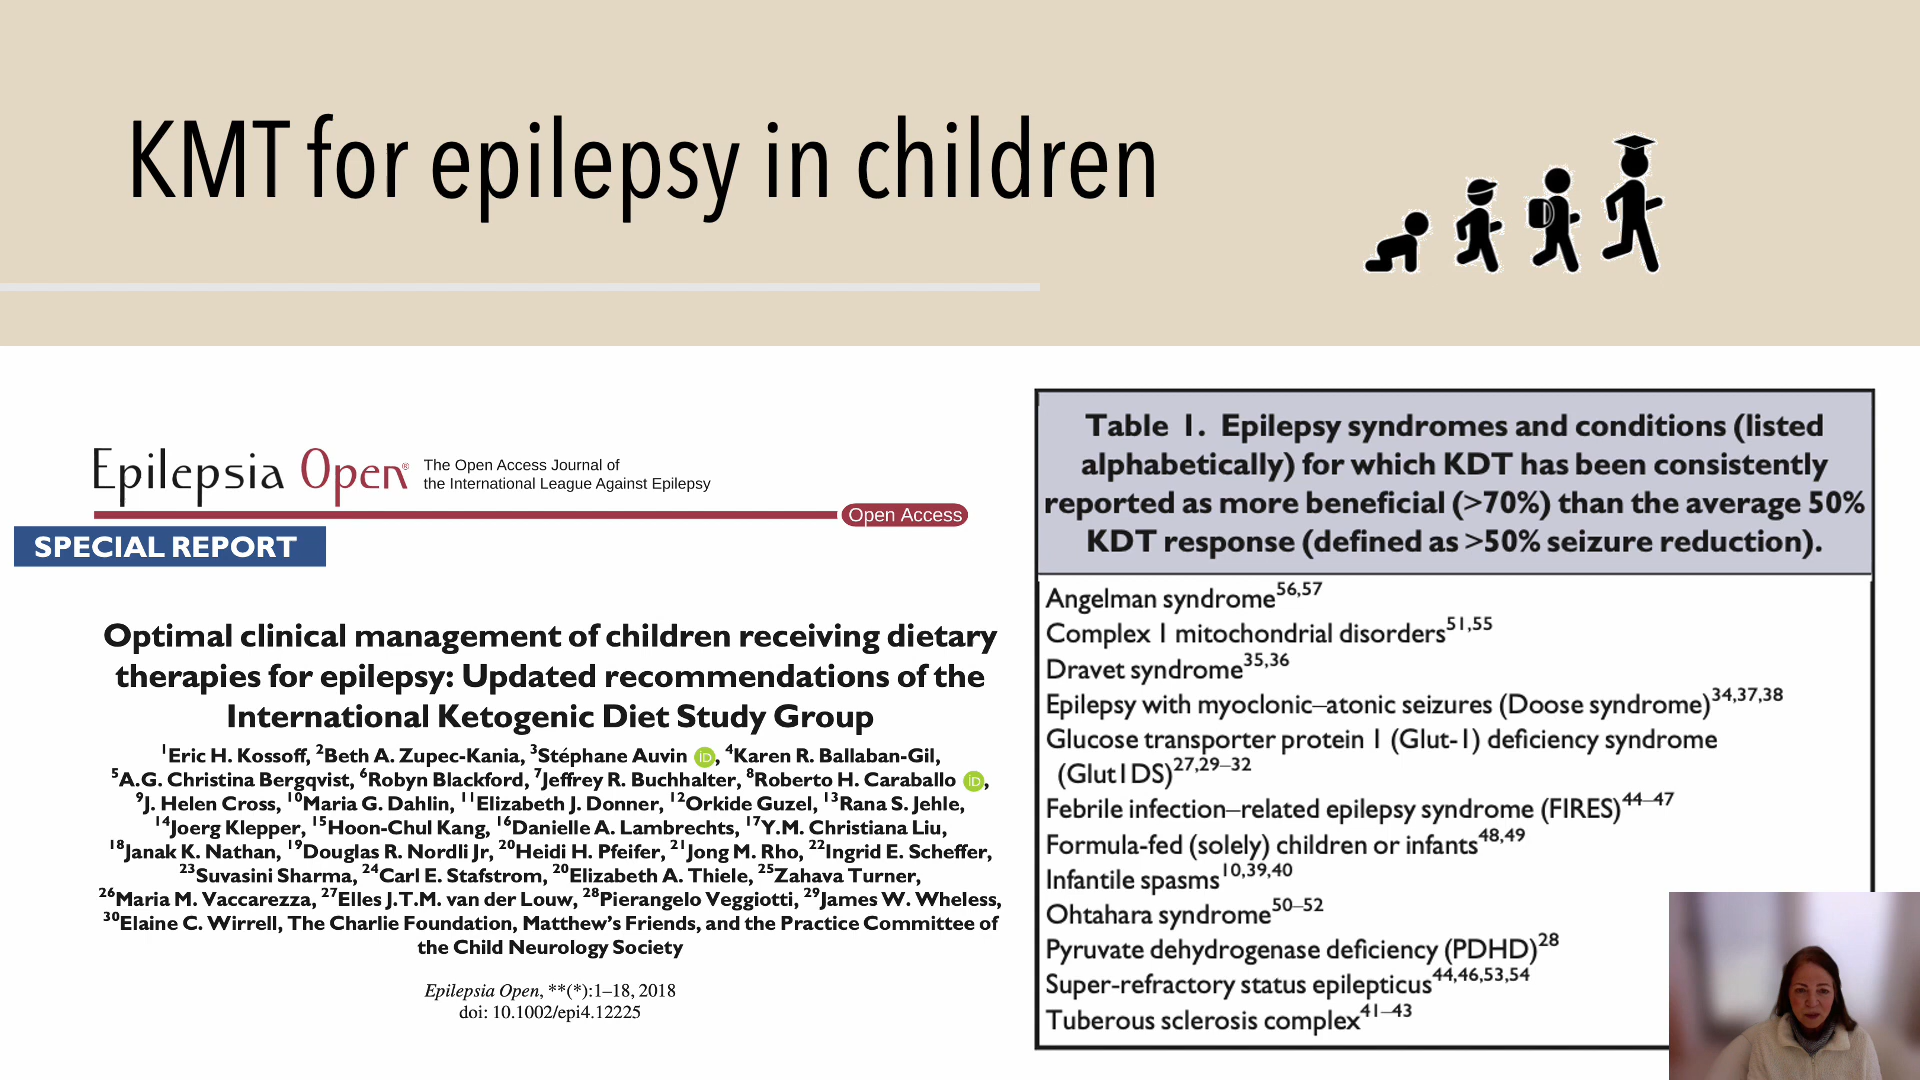 KMT for epilepsy in children
Epilepsia Open®
The Open Access Journal of
the International League Against Epilepsy
Open Access
SPECIAL REPORT
Optimal clinical management of children receiving dietary
therapies for epilepsy: Updated recommendations of the
International Ketogenic Diet Study Group
¹Eric H. Kossoff, ²Beth A. Zupec-Kania, ³Stéphane Auvin iD, ⁴Karen R. Ballaban-Gil,
⁵A.G. Christina Bergqvist, ⁶Robyn Blackford, ⁷Jeffrey R. Buchhalter, ⁸Roberto H. Caraballo iD,
⁹J. Helen Cross, ¹⁰Maria G. Dahlin, ¹¹Elizabeth J. Donner, ¹²Orkide Guzel, ¹³Rana S. Jehle,
¹⁴Joerg Klepper, ¹⁵Hoon-Chul Kang, ¹⁶Danielle A. Lambrechts, ¹⁷Y.M. Christiana Liu,
¹⁸Janak K. Nathan, ¹⁹Douglas R. Nordli Jr, ²⁰Heidi H. Pfeifer, ²¹Jong M. Rho, ²²Ingrid E. Scheffer,
²³Suvasini Sharma, ²⁴Carl E. Stafstrom, ²⁰Elizabeth A. Thiele, ²⁵Zahava Turner,
²⁶Maria M. Vaccarezza, ²⁷Elles J.T.M. van der Louw, ²⁸Pierangelo Veggiotti, ²⁹James W. Wheless,
³⁰Elaine C. Wirrell, The Charlie Foundation, Matthew's Friends, and the Practice Committee of
the Child Neurology Society
Epilepsia Open, **(*):1–18, 2018
doi: 10.1002/epi4.12225
Table 1. Epilepsy syndromes and conditions (listed
alphabetically) for which KDT has been consistently
reported as more beneficial (>70%) than the average 50%
KDT response (defined as >50% seizure reduction).
Angelman syndrome⁵⁶,⁵⁷
Complex 1 mitochondrial disorders⁵¹,⁵⁵
Dravet syndrome³⁵,³⁶
Epilepsy with myoclonic–atonic seizures (Doose syndrome)³⁴,³⁷,³⁸
Glucose transporter protein 1 (Glut-1) deficiency syndrome
(Glut1DS)²⁷,²⁹–³²
Febrile infection–related epilepsy syndrome (FIRES)⁴⁴–⁴⁷
Formula-fed (solely) children or infants⁴⁸,⁴⁹
Infantile spasms¹⁰,³⁹,⁴⁰
Ohtahara syndrome⁵⁰–⁵²
Pyruvate dehydrogenase deficiency (PDHD)²⁸
Super-refractory status epilepticus⁴⁴,⁴⁶,⁵³,⁵⁴
Tuberous sclerosis complex⁴¹–⁴³